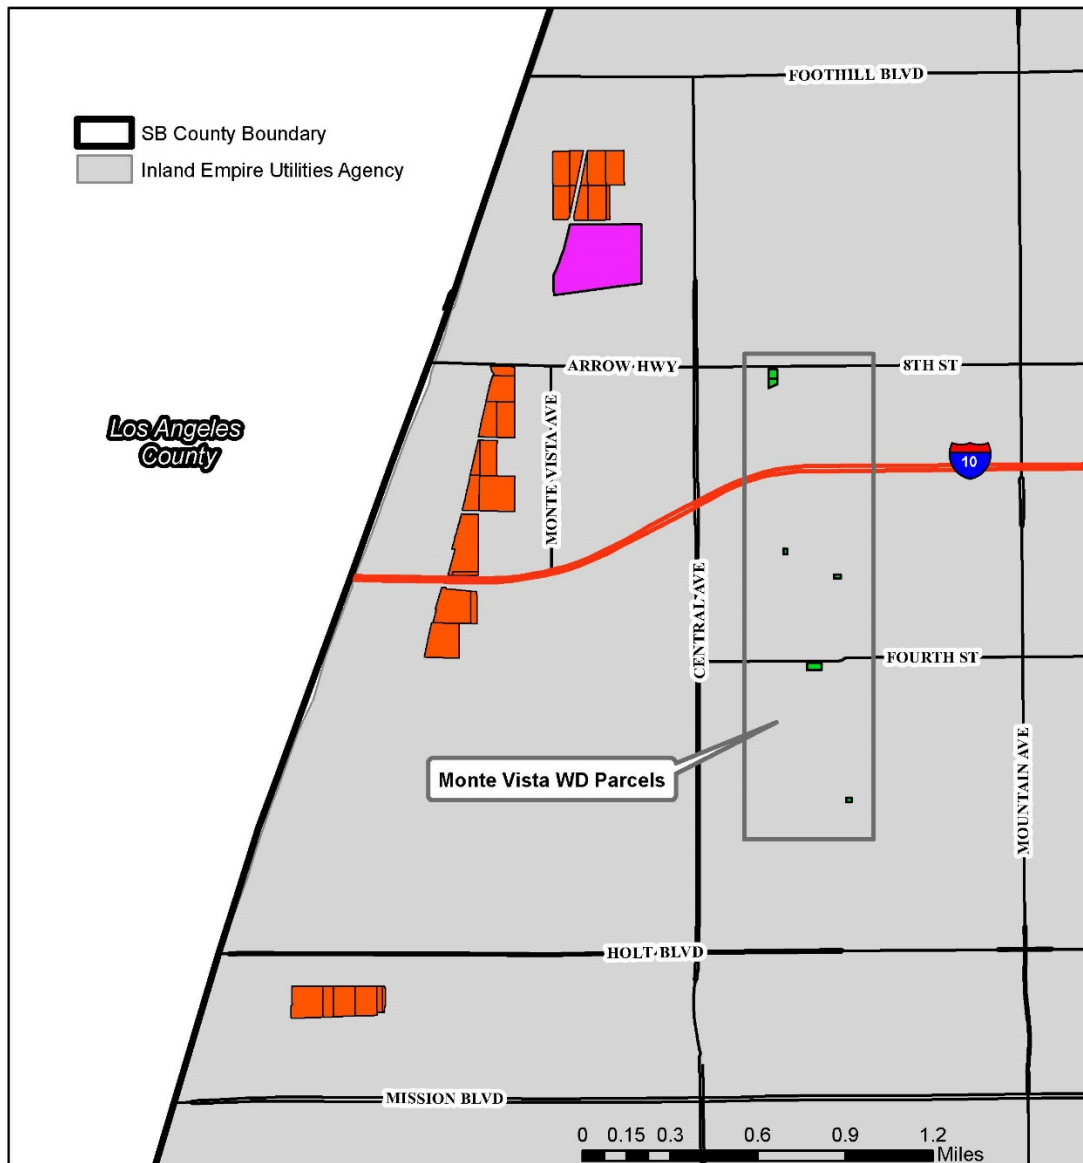 FOOTHILL BLVD
SB County Boundary
Inland Empire Utilities Agency
ARROW HWY
8TH ST
Los Angeles
County
MONTE VISTA AVE
10
CENTRAL AVE
FOURTH ST
Monte Vista WD Parcels
MOUNTAIN AVE
HOLT BLVD
MISSION BLVD
0 0.15 0.3 0.6 0.9 1.2
Miles